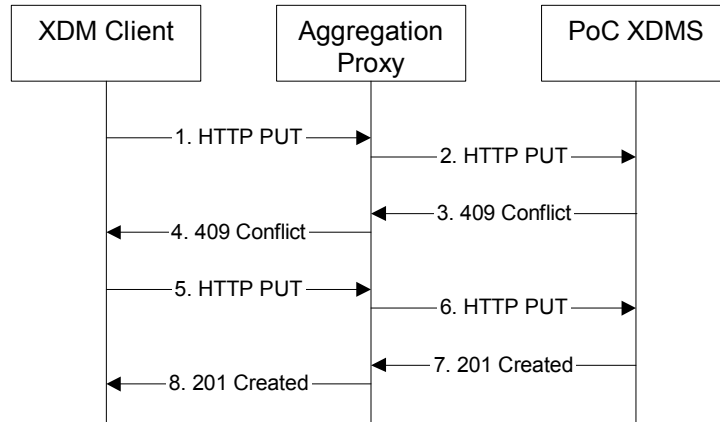 XDM Client
Aggregation
Proxy
PoC XDMS
1. HTTP PUT
2. HTTP PUT
3. 409 Conflict
4. 409 Conflict
5. HTTP PUT
6. HTTP PUT
7. 201 Created
8. 201 Created